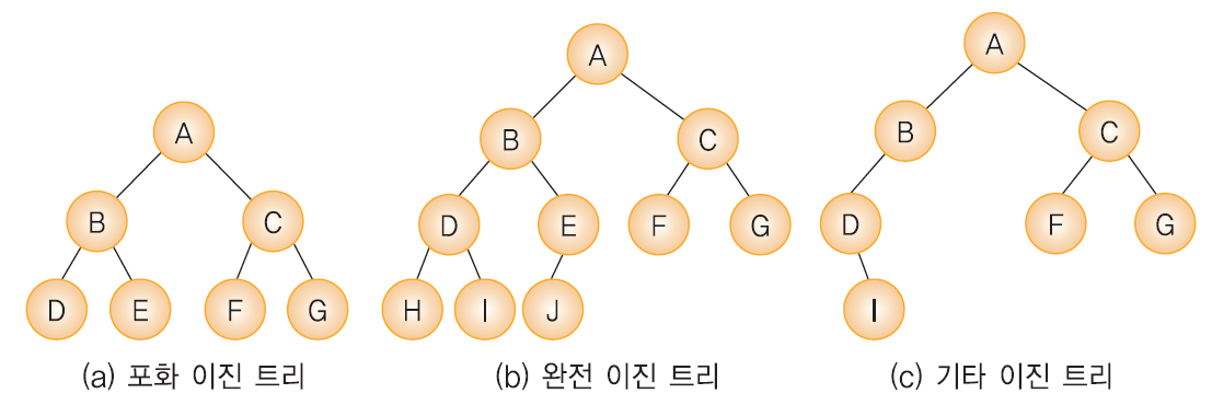 A
B C
D E F G
(a) 포화 이진 트리
A
B C
D E F G
H I J
(b) 완전 이진 트리
A
B C
D F G
I
(c) 기타 이진 트리